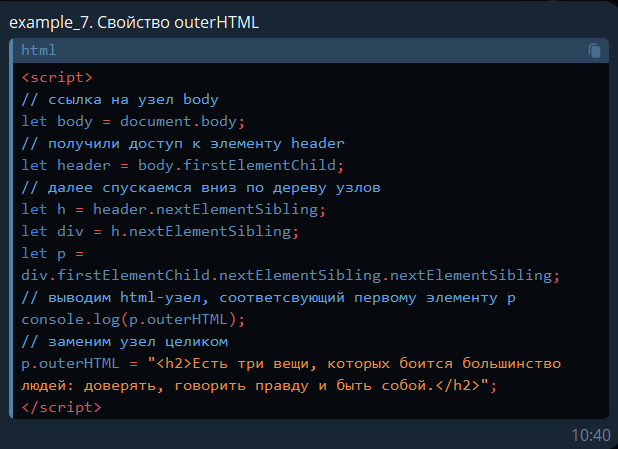 example_7. Свойство outerHTML
html
<script>
// ссылка на узел body
let body = document.body;
// получили доступ к элементу header
let header = body.firstElementChild;
// далее спускаемся вниз по дереву узлов
let h = header.nextElementSibling;
let div = h.nextElementSibling;
let p =
div.firstElementChild.nextElementSibling.nextElementSibling;
// выводим html-узел, соответсвующий первому элементу p
console.log(p.outerHTML);
// заменим узел целиком
p.outerHTML = "<h2>Есть три вещи, которых боится большинство
людей: доверять, говорить правду и быть собой.</h2>";
</script>
10:40